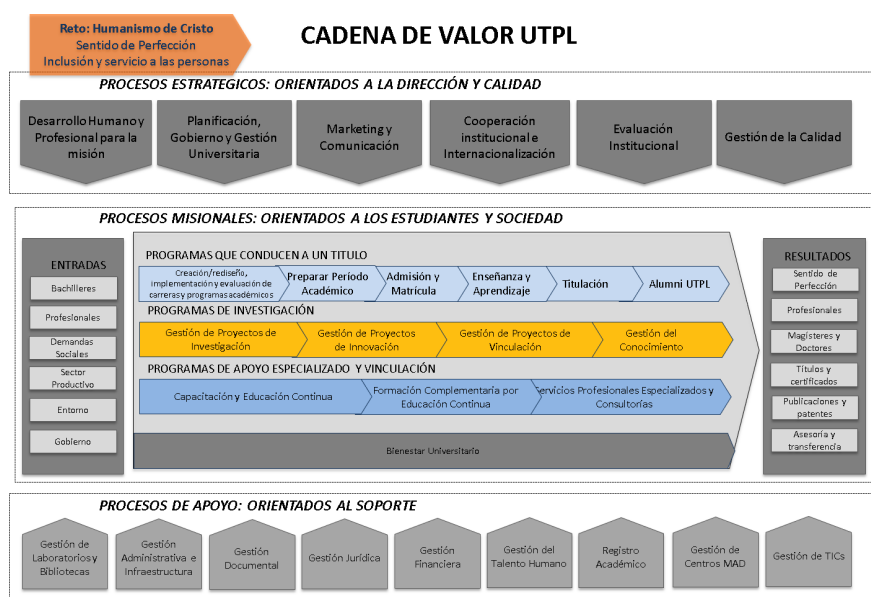 Reto: Humanismo de Cristo
Sentido de Perfección
Inclusión y servicio a las personas
CADENA DE VALOR UTPL
PROCESOS ESTRATEGICOS: ORIENTADOS A LA DIRECCIÓN Y CALIDAD
Desarrollo Humano y
Profesional para la
misión
Planificación,
Gobierno y Gestión
Universitaria
Marketing y
Comunicación
Cooperación
institucional e
Internacionalización
Evaluación
Institucional
Gestión de la Calidad
PROCESOS MISIONALES: ORIENTADOS A LOS ESTUDIANTES Y SOCIEDAD
ENTRADAS
Bachilleres
Profesionales
Demandas
Sociales
Sector
Productivo
Entorno
Gobierno
PROGRAMAS QUE CONDUCEN A UN TITULO
Creación/rediseño,
implementación y evaluación de
carreras y programas académicos
Preparar Período
Académico
Admisión y
Matrícula
Enseñanza y
Aprendizaje
Titulación
Alumni UTPL
PROGRAMAS DE INVESTIGACIÓN
Gestión de Proyectos de
Investigación
Gestión de Proyectos
de Innovación
Gestión de Proyectos de
Vinculación
Gestión del
Conocimiento
PROGRAMAS DE APOYO ESPECIALIZADO Y VINCULACIÓN
Capacitación y Educación Continua
Formación Complementaria por
Educación Continua
Servicios Profesionales Especializados y
Consultorías
Bienestar Universitario
RESULTADOS
Sentido de
Perfección
Profesionales
Magísteres y
Doctores
Títulos y
certificados
Publicaciones y
patentes
Asesoría y
transferencia
PROCESOS DE APOYO: ORIENTADOS AL SOPORTE
Gestión de
Laboratorios y
Bibliotecas
Gestión
Administrativa e
Infraestructura
Gestión
Documental
Gestión Jurídica
Gestión
Financiera
Gestión del
Talento Humano
Registro
Académico
Gestión de
Centros MAD
Gestión de TICs